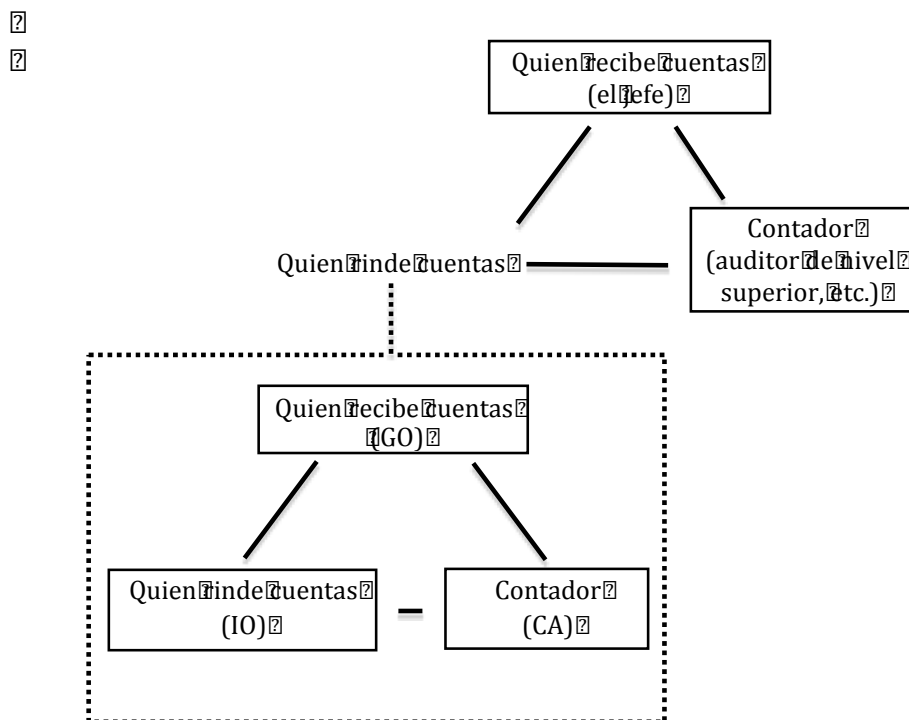 Quien recibe cuentas
(el jefe)
Contador
(auditor de nivel
superior, etc.)
Quien rinde cuentas
Quien recibe cuentas
(GO)
Quien rinde cuentas
(IO)
Contador
(CA)